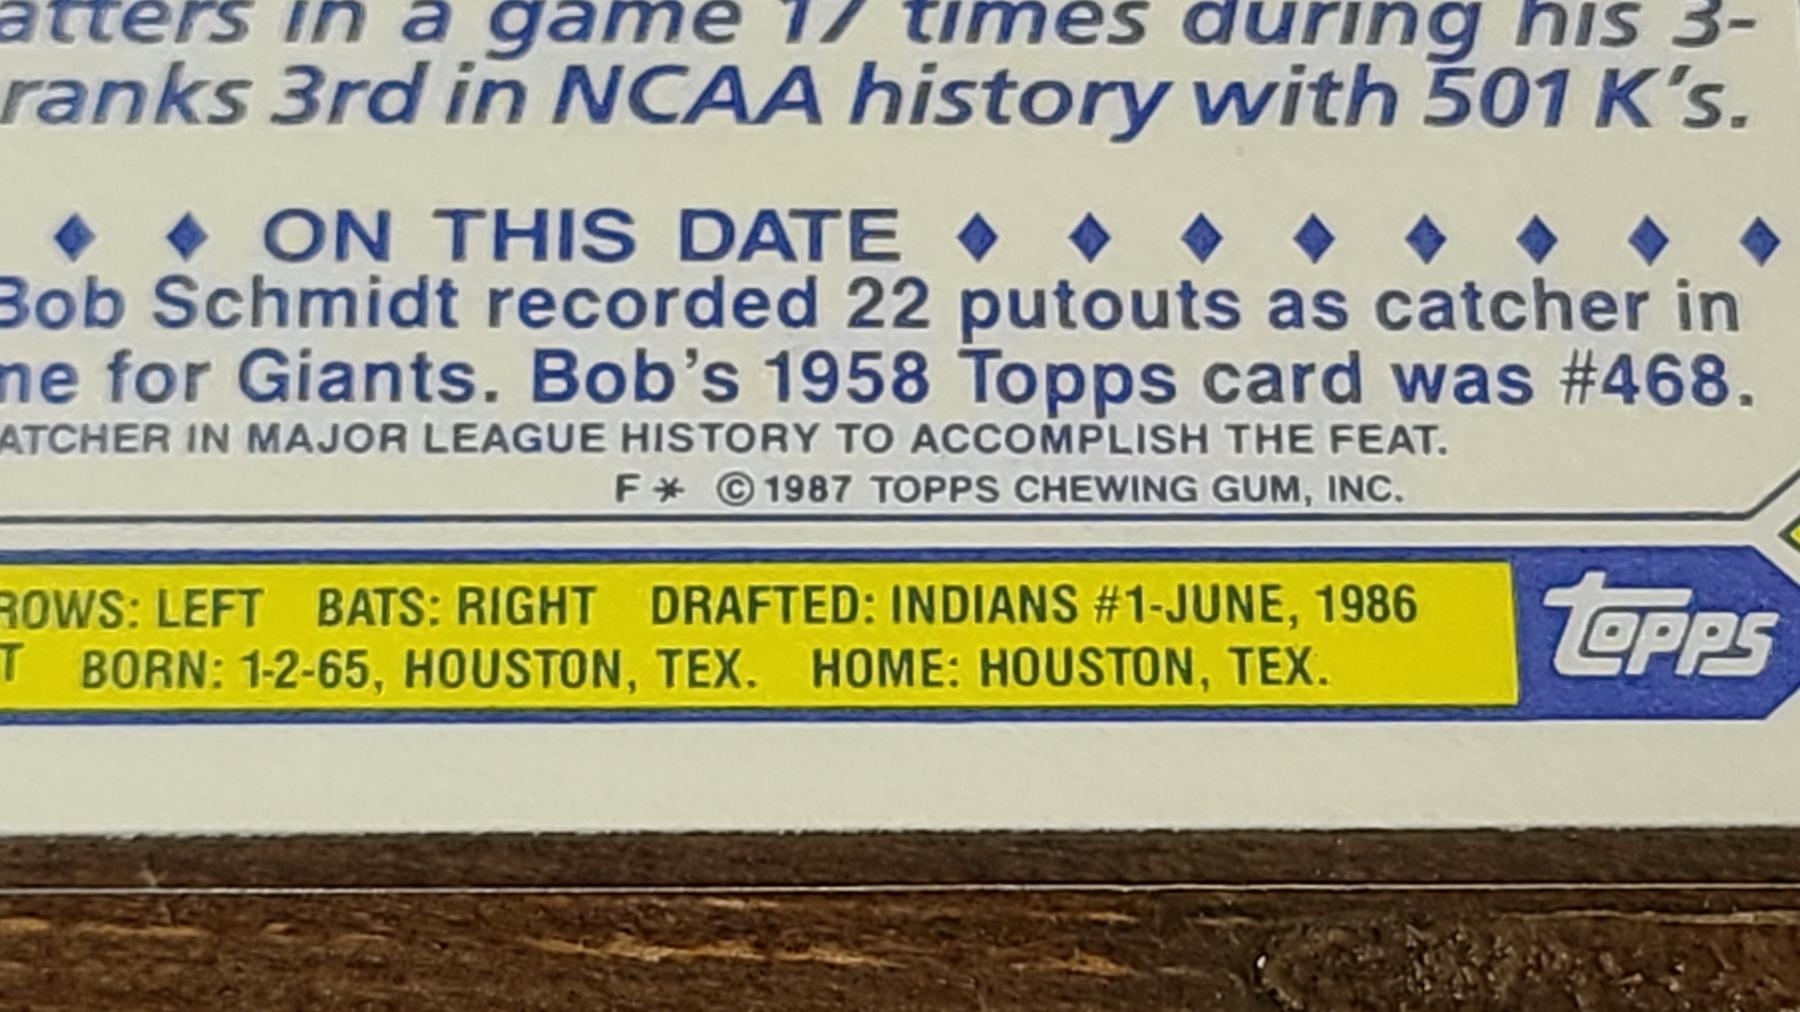 atters in a game 17 times during his 3-
ranks 3rd in NCAA history with 501 K's.
♦ ♦ ON THIS DATE ♦ ♦ ♦ ♦ ♦ ♦ ♦ ♦
Bob Schmidt recorded 22 putouts as catcher in
me for Giants. Bob's 1958 Topps card was #468.
ATCHER IN MAJOR LEAGUE HISTORY TO ACCOMPLISH THE FEAT.
F * © 1987 TOPPS CHEWING GUM, INC.
ROWS: LEFT BATS: RIGHT DRAFTED: INDIANS #1-JUNE, 1986
T BORN: 1-2-65, HOUSTON, TEX. HOME: HOUSTON, TEX.
TOPPS